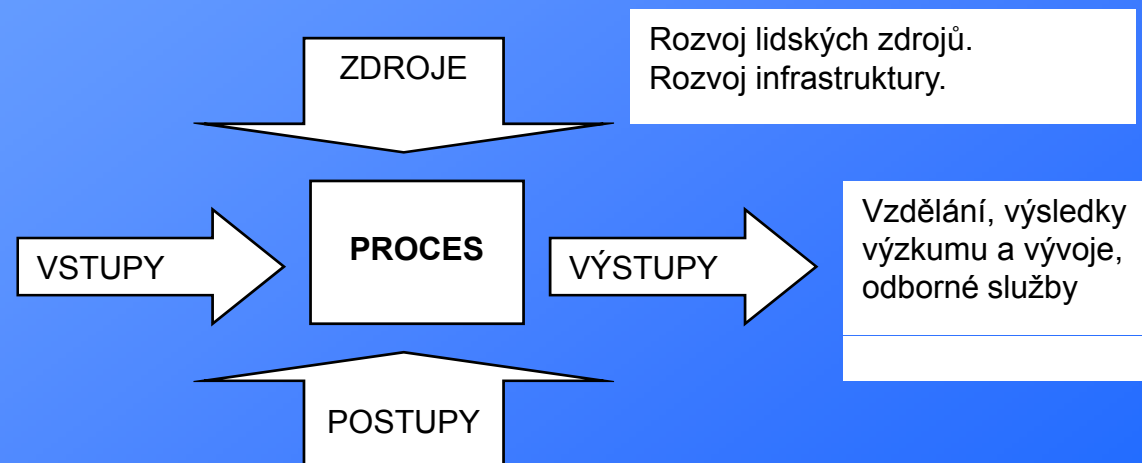 ZDROJE
Rozvoj lidských zdrojů.
Rozvoj infrastruktury.
VSTUPY
PROCES
VÝSTUPY
Vzdělání, výsledky
výzkumu a vývoje,
odborné služby
POSTUPY